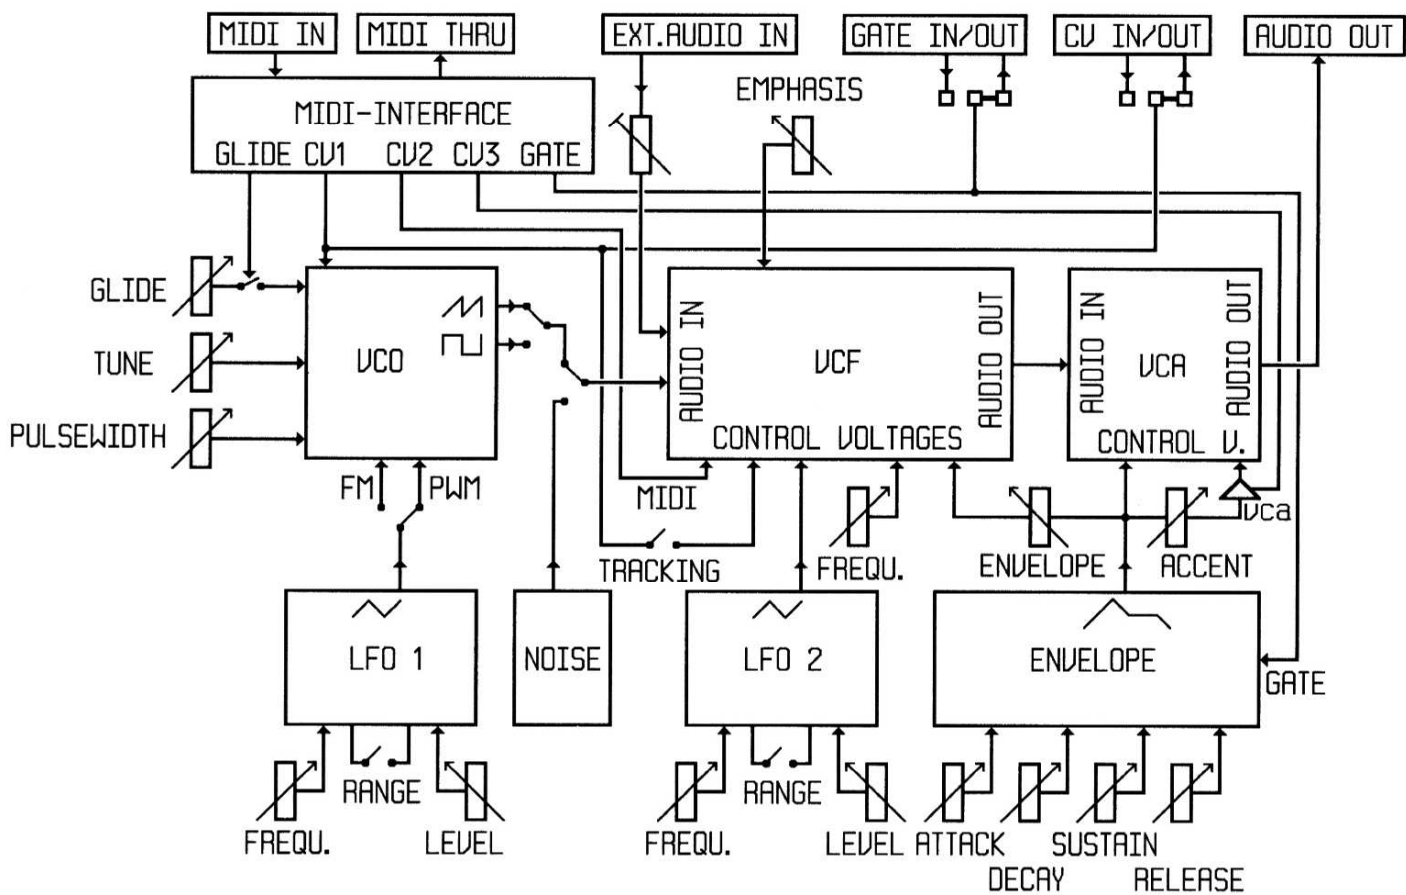 MIDI IN
MIDI THRU
EXT.AUDIO IN
GATE IN/OUT
CV IN/OUT
AUDIO OUT
MIDI-INTERFACE
GLIDE CV1 CV2 CV3 GATE
EMPHASIS
GLIDE
TUNE
PULSEWIDTH
VCO
FM
PWM
AUDIO IN
VCF
AUDIO OUT
CONTROL VOLTAGES
AUDIO IN
VCA
AUDIO OUT
CONTROL V.
MIDI
TRACKING
FREQU.
ENVELOPE
ACCENT
vca
LFO 1
NOISE
LFO 2
ENVELOPE
GATE
FREQU.
RANGE
LEVEL
FREQU.
RANGE
LEVEL
ATTACK
DECAY
SUSTAIN
RELEASE